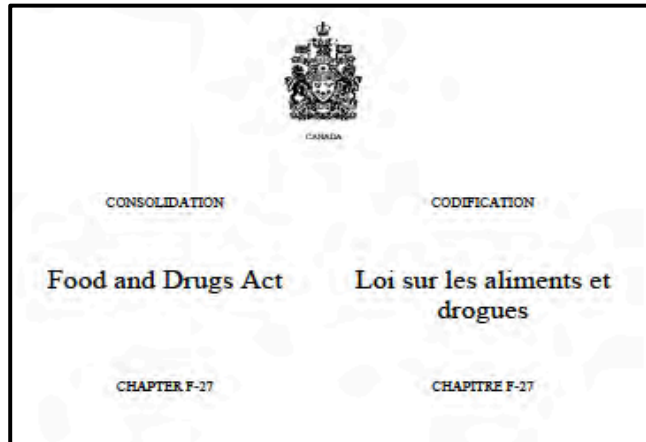 CANADA
CONSOLIDATION
CODIFICATION
Food and Drugs Act
Loi sur les aliments et
drogues
CHAPTER F-27
CHAPITRE F-27